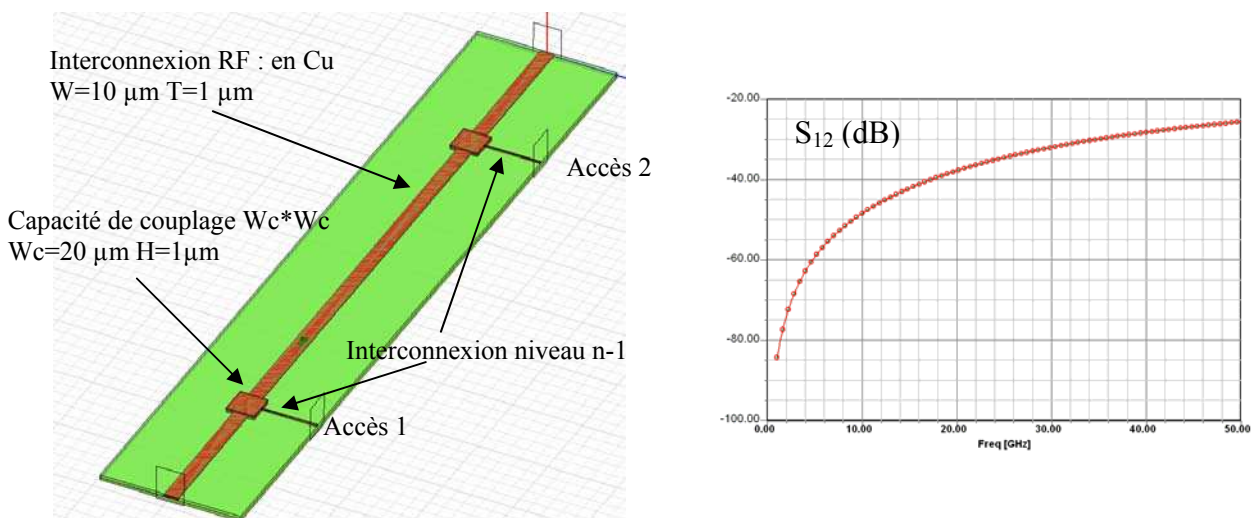 Interconnexion RF : en Cu
W=10 µm T=1 µm
Accès 2
Capacité de couplage Wc*Wc
Wc=20 µm H=1µm
Interconnexion niveau n-1
Accès 1
S12 (dB)
-20.00
-40.00
-60.00
-80.00
-100.00
0.00
10.00
20.00
30.00
40.00
50.00
Freq [GHz]